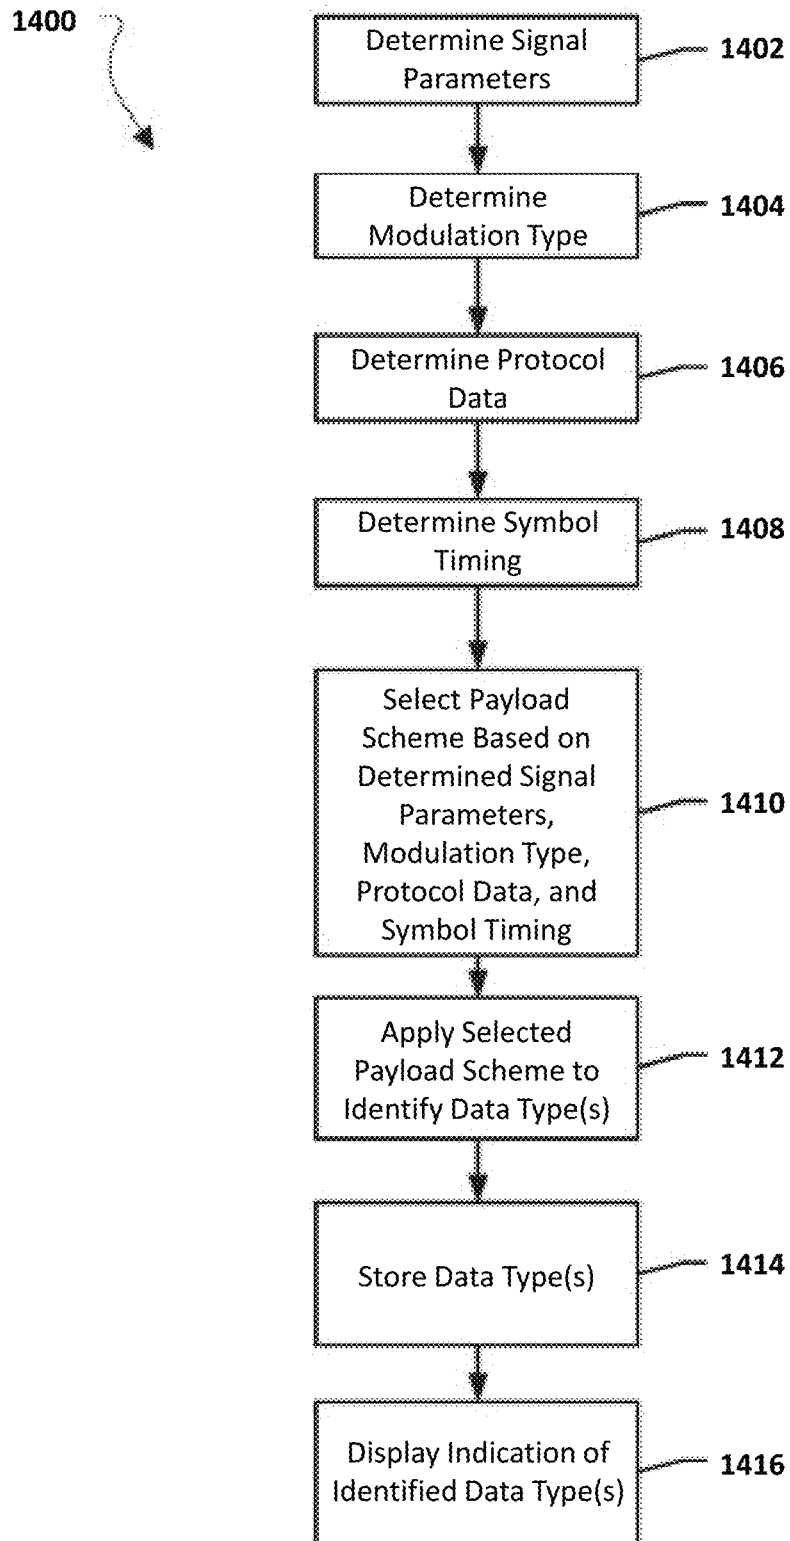 1400
Determine Signal
Parameters
1402
Determine
Modulation Type
1404
Determine Protocol
Data
1406
Determine Symbol
Timing
1408
Select Payload
Scheme Based on
Determined Signal
Parameters,
Modulation Type,
Protocol Data, and
Symbol Timing
1410
Apply Selected
Payload Scheme to
Identify Data Type(s)
1412
Store Data Type(s)
1414
Display Indication of
Identified Data Type(s)
1416